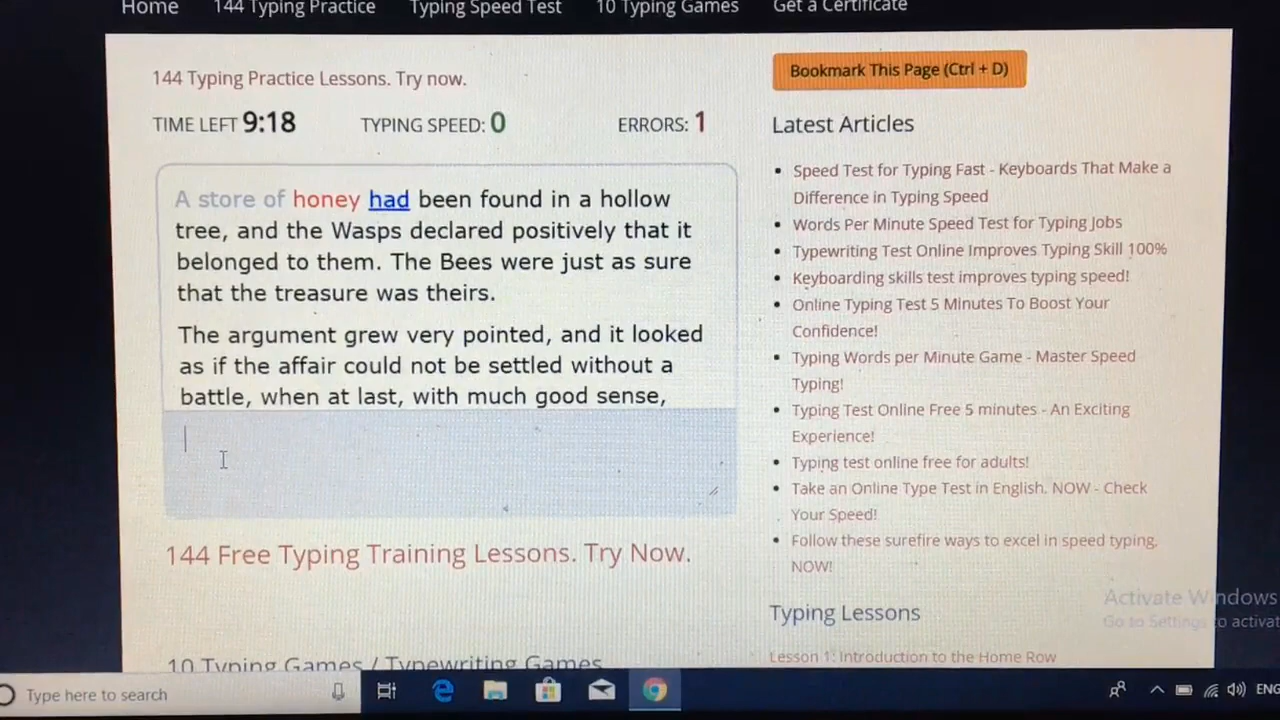 Home 144 Typing Practice Typing Speed Test 10 Typing Games Get a Certificate
144 Typing Practice Lessons. Try now.
TIME LEFT 9:18 TYPING SPEED: 0 ERRORS: 1
A store of honey had been found in a hollow
tree, and the Wasps declared positively that it
belonged to them. The Bees were just as sure
that the treasure was theirs.
The argument grew very pointed, and it looked
as if the affair could not be settled without a
battle, when at last, with much good sense,
144 Free Typing Training Lessons. Try Now.
10 Typing Games / Typewriting Games
Bookmark This Page (Ctrl + D)
Latest Articles
Speed Test for Typing Fast - Keyboards That Make a
Difference in Typing Speed
Words Per Minute Speed Test for Typing Jobs
Typewriting Test Online Improves Typing Skill 100%
Keyboarding skills test improves typing speed!
Online Typing Test 5 Minutes To Boost Your
Confidence!
Typing Words per Minute Game - Master Speed
Typing!
Typing Test Online Free 5 minutes - An Exciting
Experience!
Typing test online free for adults!
Take an Online Type Test in English. NOW - Check
Your Speed!
Follow these surefire ways to excel in speed typing.
NOW!
Typing Lessons
Lesson 1: Introduction to the Home Row
Activate Windows
Go to Settings to activat
Type here to search
ENG